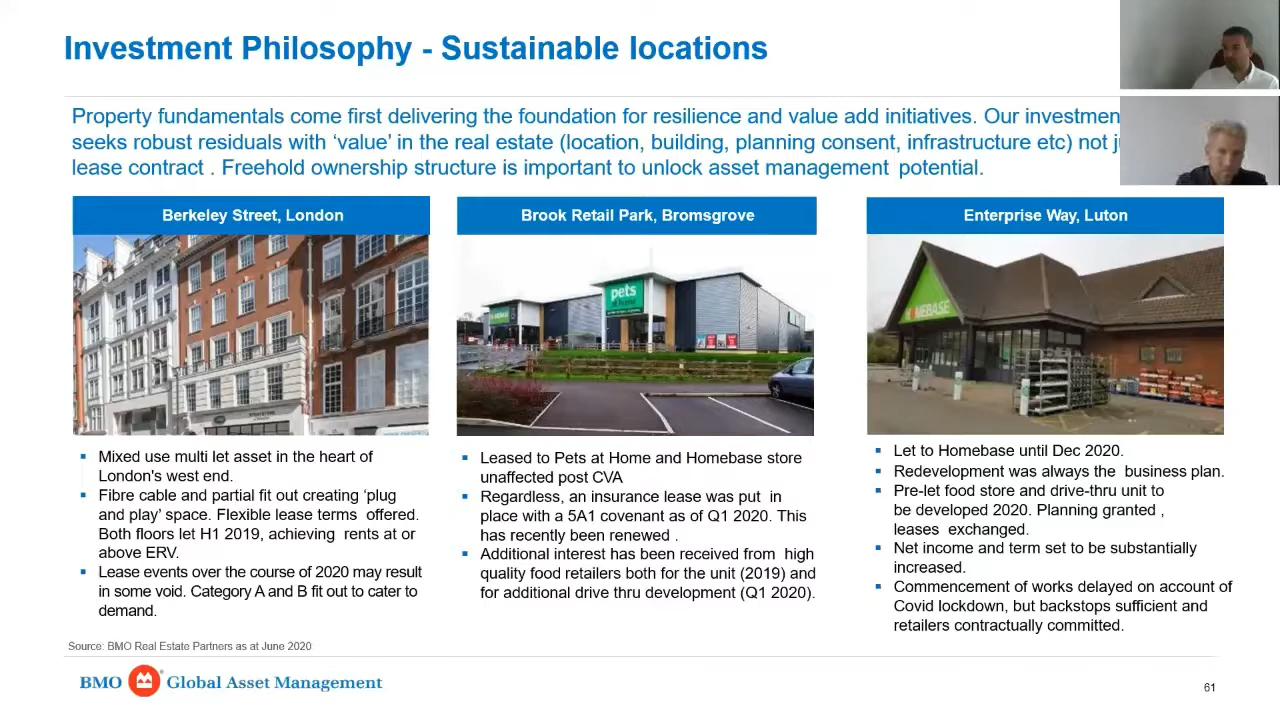 Investment Philosophy - Sustainable locations
Property fundamentals come first delivering the foundation for resilience and value add initiatives. Our
seeks robust residuals with ‘value’ in the real estate (location, building, planning consent, infrastructure etc) not
lease contract . Freehold ownership structure is important to unlock asset management potential.
Berkeley Street, London
Brook Retail Park, Bromsgrove
Enterprise Way, Luton
pets
at home
HOMEBASE
▪ Mixed use multi let asset in the heart of
London's west end.
▪ Fibre cable and partial fit out creating ‘plug
and play’ space. Flexible lease terms offered.
Both floors let H1 2019, achieving rents at or
above ERV.
▪ Lease events over the course of 2020 may result
in some void. Category A and B fit out to cater to
demand.
▪ Leased to Pets at Home and Homebase store
unaffected post CVA
▪ Regardless, an insurance lease was put in
place with a 5A1 covenant as of Q1 2020. This
has recently been renewed .
▪ Additional interest has been received from high
quality food retailers both for the unit (2019) and
for additional drive thru development (Q1 2020).
▪ Let to Homebase until Dec 2020.
▪ Redevelopment was always the business plan.
▪ Pre-let food store and drive-thru unit to
be developed 2020. Planning granted ,
leases exchanged.
▪ Net income and term set to be substantially
increased.
▪ Commencement of works delayed on account of
Covid lockdown, but backstops sufficient and
retailers contractually committed.
Source: BMO Real Estate Partners as at June 2020
BMO Global Asset Management
61